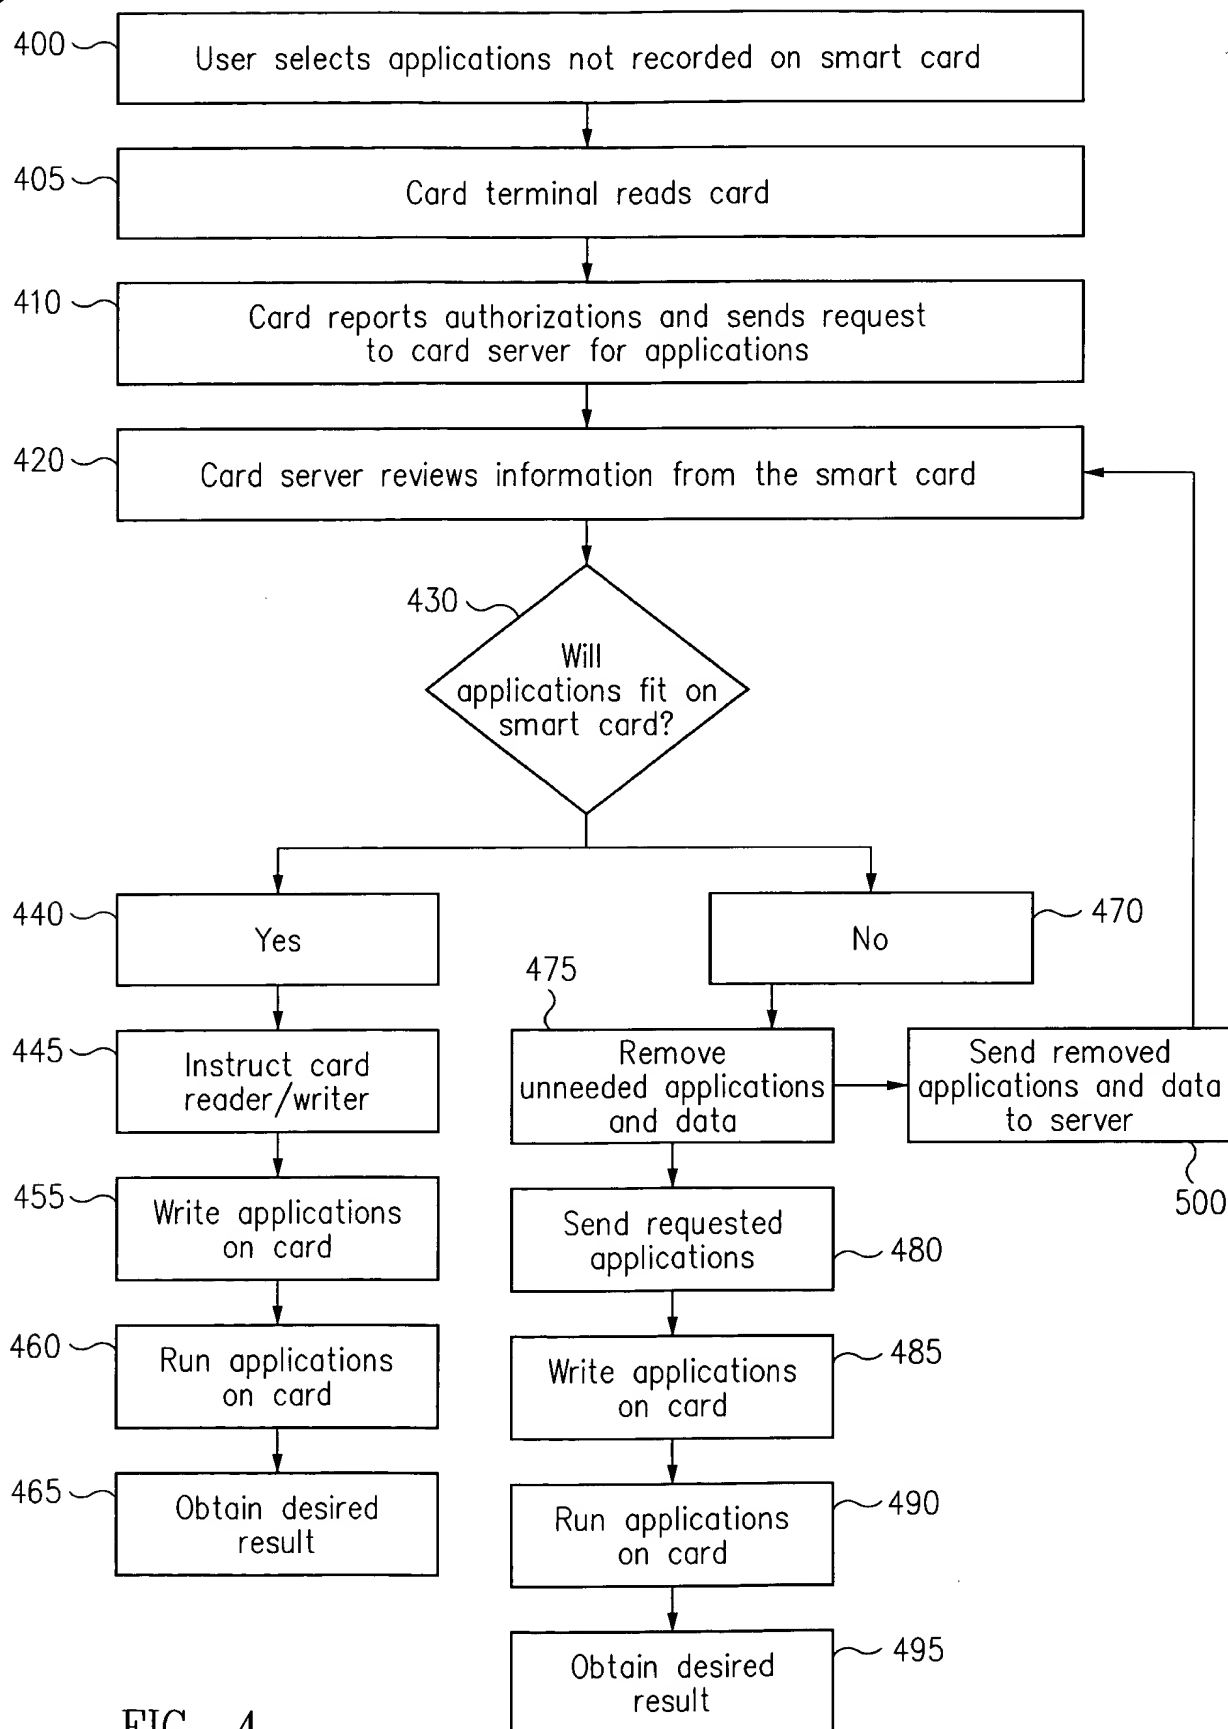 400
User selects applications not recorded on smart card
405
Card terminal reads card
410
Card reports authorizations and sends request
to card server for applications
420
Card server reviews information from the smart card
430
Will
applications fit on
smart card?
440
Yes
470
No
475
445
Instruct card
reader/writer
Remove
unneeded applications
and data
Send removed
applications and data
to server
500
455
Write applications
on card
Send requested
applications
480
460
Run applications
on card
Write applications
on card
485
465
Obtain desired
result
Run applications
on card
490
Obtain desired
result
495
FIG. 4